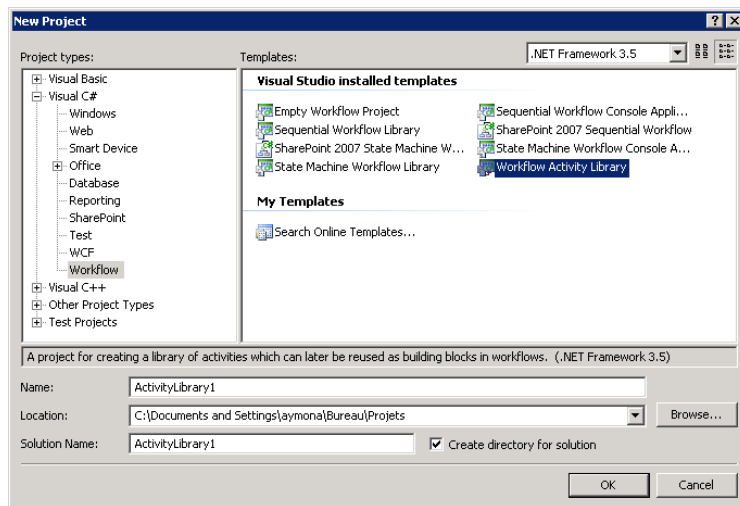 New Project
Project types:
Templates:
.NET Framework 3.5
Visual Basic
Visual C#
Windows
Web
Smart Device
Office
Database
Reporting
SharePoint
Test
WCF
Workflow
Visual C++
Other Project Types
Test Projects
Visual Studio installed templates
Empty Workflow Project
Sequential Workflow Console Appli...
Sequential Workflow Library
SharePoint 2007 Sequential Workflow
SharePoint 2007 State Machine W...
State Machine Workflow Console A...
State Machine Workflow Library
Workflow Activity Library
My Templates
Search Online Templates...
A project for creating a library of activities which can later be reused as building blocks in workflows. (.NET Framework 3.5)
Name:
ActivityLibrary1
Location:
C:\Documents and Settings\aymona\Bureau\Projets
Browse...
Solution Name:
ActivityLibrary1
Create directory for solution
OK
Cancel